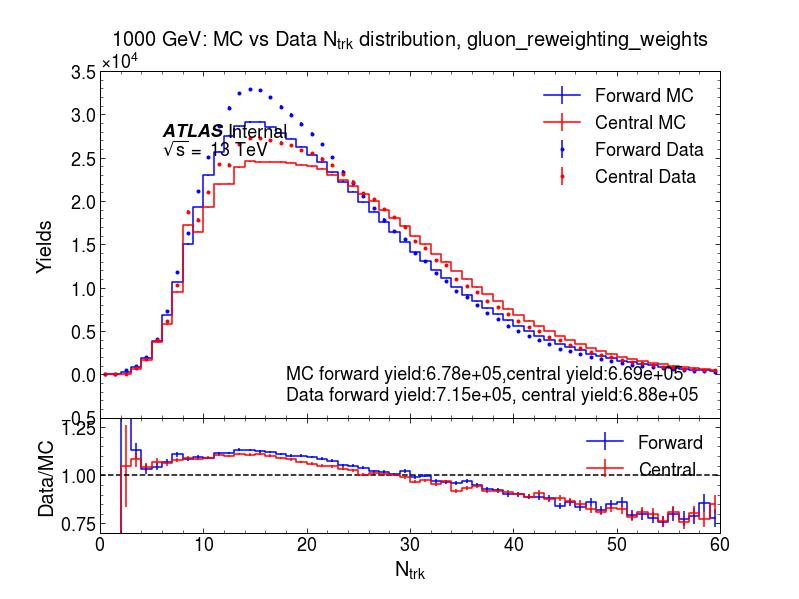 1000 GeV: MC vs Data Ntrk distribution, gluon_reweighting_weights
×10⁴
3.5
3.0
2.5
2.0
1.5
1.0
0.5
0.0
0.5
Yields
ATLAS Internal
√s = 13 TeV
Forward MC
Central MC
Forward Data
Central Data
MC forward yield:6.78e+05,central yield:6.69e+05
Data forward yield:7.15e+05, central yield:6.88e+05
1.25
1.00
0.75
Data/MC
Forward
Central
0 10 20 30 40 50 60
Ntrk